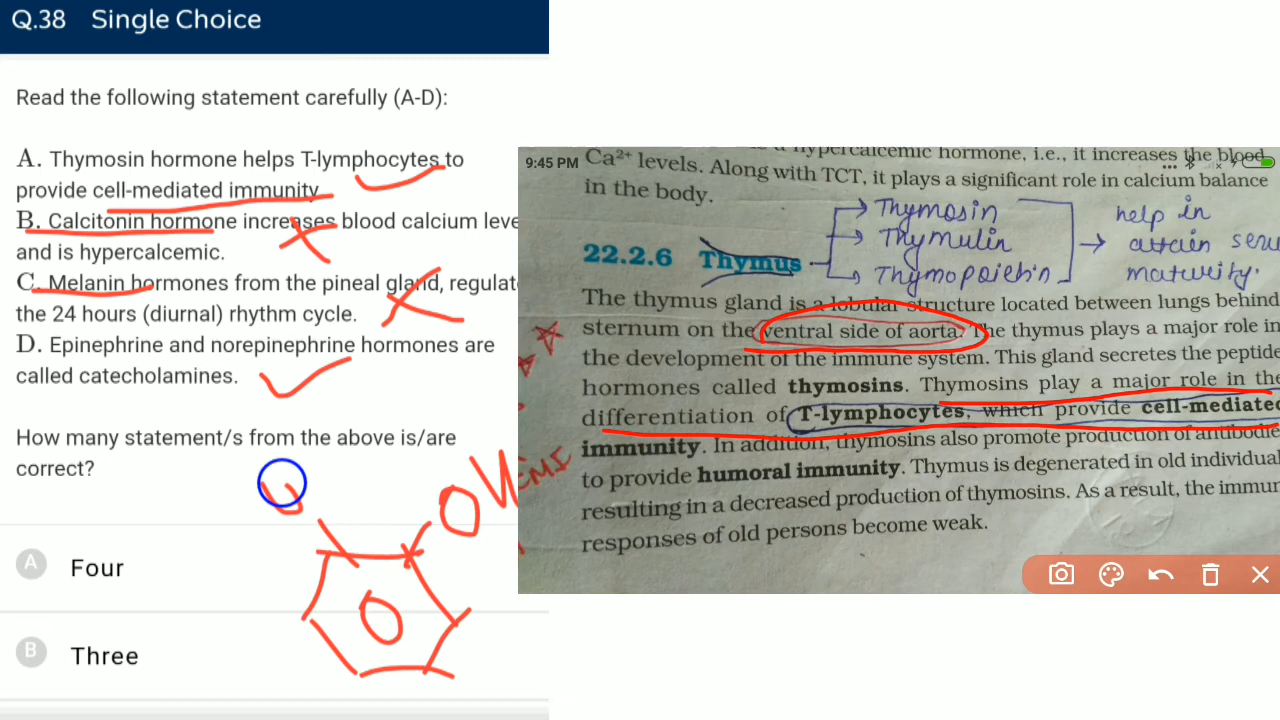 Q.38 Single Choice
Read the following statement carefully (A-D):
A. Thymosin hormone helps T-lymphocytes to
provide cell-mediated immunity
B. Calcitonin hormone increases blood calcium leve
and is hypercalcemic.
C. Melanin hormones from the pineal gland, regulat
the 24 hours (diurnal) rhythm cycle.
D. Epinephrine and norepinephrine hormones are
called catecholamines.
How many statement/s from the above is/are
correct?
OH
A Four
B Three
9:45 PM
hypercalcemic hormone, i.e., it increases the blood
Ca²⁺ levels. Along with TCT, it plays a significant role in calcium balance
in the body.
Thymosin
Thymulin
Thymopoietin
help in
attain
maturity.
22.2.6 Thymus
The thymus gland is a lobular structure located between lungs behind
sternum on the ventral side of aorta. The thymus plays a major role in
the development of the immune system. This gland secretes the peptide
hormones called thymosins. Thymosins play a major role in the
differentiation of T-lymphocytes, which provide cell-mediated
immunity. In addition, thymosins also promote production of antibodie
to provide humoral immunity. Thymus is degenerated in old individual
resulting in a decreased production of thymosins. As a result, the immun
responses of old persons become weak.